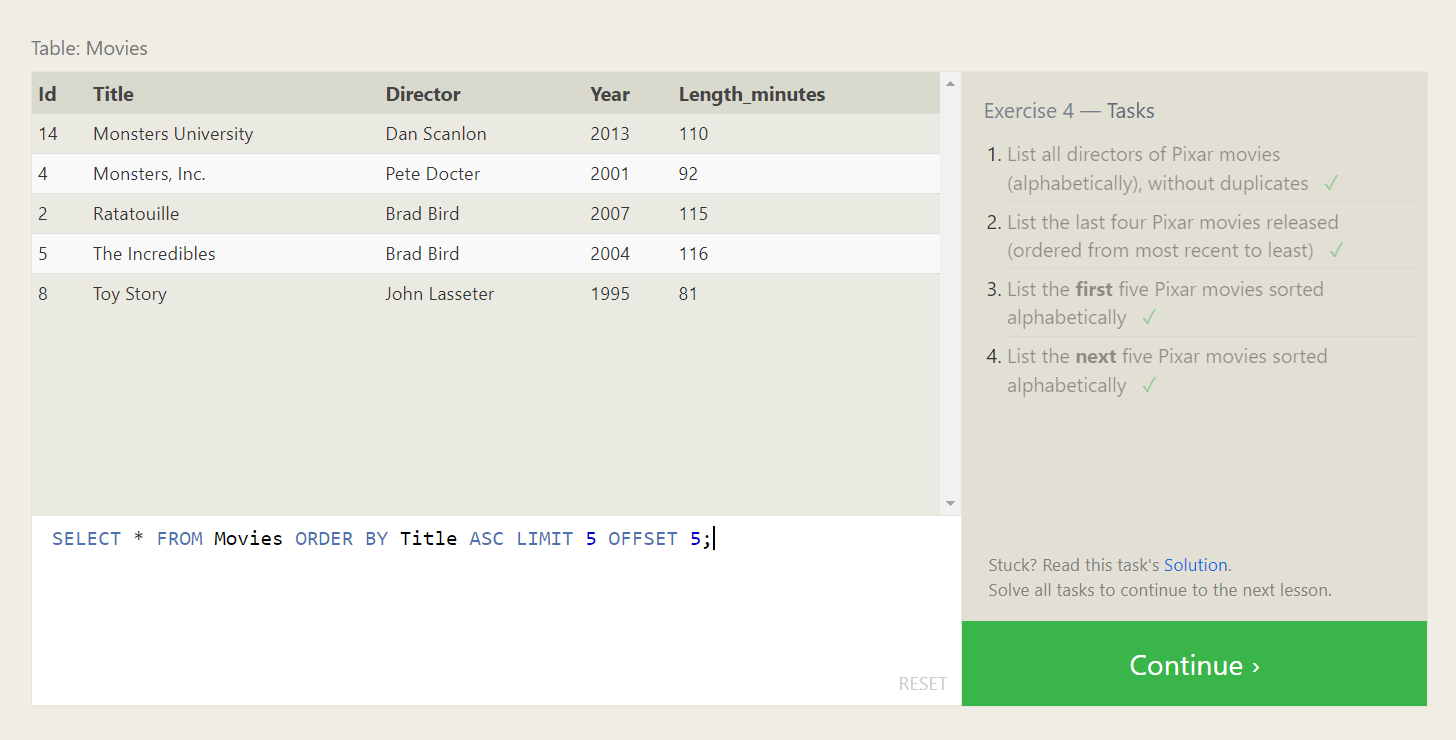 Table: Movies
Id Title Director Year Length_minutes
14 Monsters University Dan Scanlon 2013 110
4 Monsters, Inc. Pete Docter 2001 92
2 Ratatouille Brad Bird 2007 115
5 The Incredibles Brad Bird 2004 116
8 Toy Story John Lasseter 1995 81
SELECT * FROM Movies ORDER BY Title ASC LIMIT 5 OFFSET 5;
RESET
Exercise 4 — Tasks
1. List all directors of Pixar movies
(alphabetically), without duplicates ✓
2. List the last four Pixar movies released
(ordered from most recent to least) ✓
3. List the first five Pixar movies sorted
alphabetically ✓
4. List the next five Pixar movies sorted
alphabetically ✓
Stuck? Read this task's Solution.
Solve all tasks to continue to the next lesson.
Continue ›